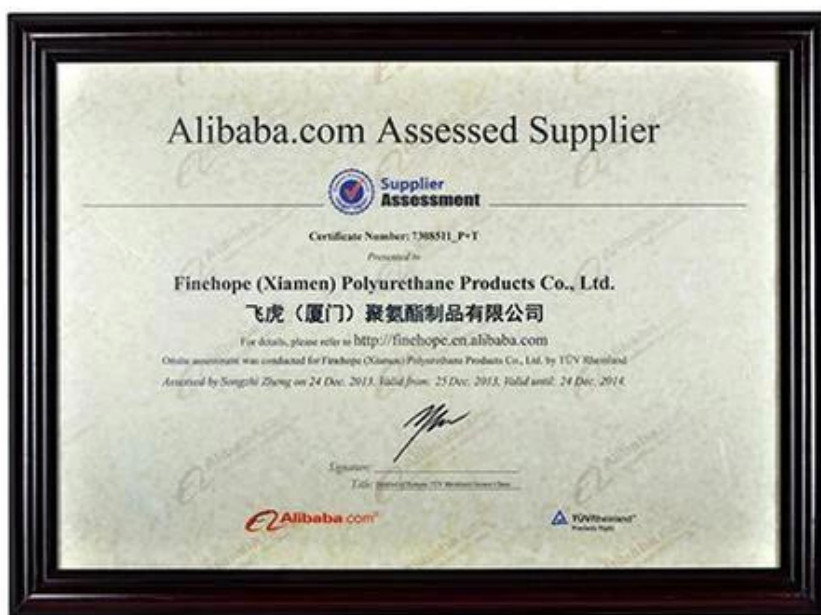 Alibaba.com Assessed Supplier
Supplier
Assessment
Certificate Number: 7308511_P+T
Presented to
Finehope (Xiamen) Polyurethane Products Co., Ltd.
飞虎（厦门）聚氨酯制品有限公司
For details, please refer to http://finehope.en.alibaba.com
Onsite assessment was conducted for Finehope (Xiamen) Polyurethane Products Co., Ltd. by TÜV Rheinland
Assessed by Songzhi Zheng on 24 Dec. 2013, Valid from: 25 Dec. 2013, Valid until: 24 Dec. 2014.
Signature:
Title:
Alibaba.com®
TÜVRheinland®
Precisely Right.